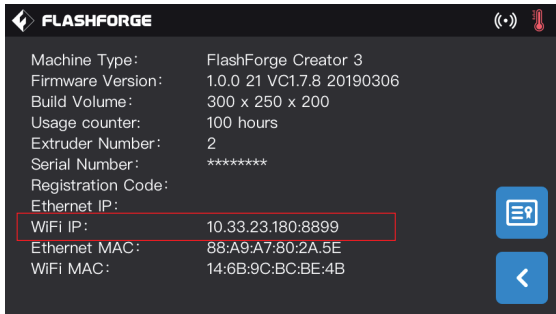 FLASHFORGE
Machine Type: FlashForge Creator 3
Firmware Version: 1.0.0 21 VC1.7.8 20190306
Build Volume: 300 x 250 x 200
Usage counter: 100 hours
Extruder Number: 2
Serial Number: ********
Registration Code:
Ethernet IP:
WiFi IP: 10.33.23.180:8899
Ethernet MAC: 88:A9:A7:80:2A.5E
WiFi MAC: 14:6B:9C:BC:BE:4B